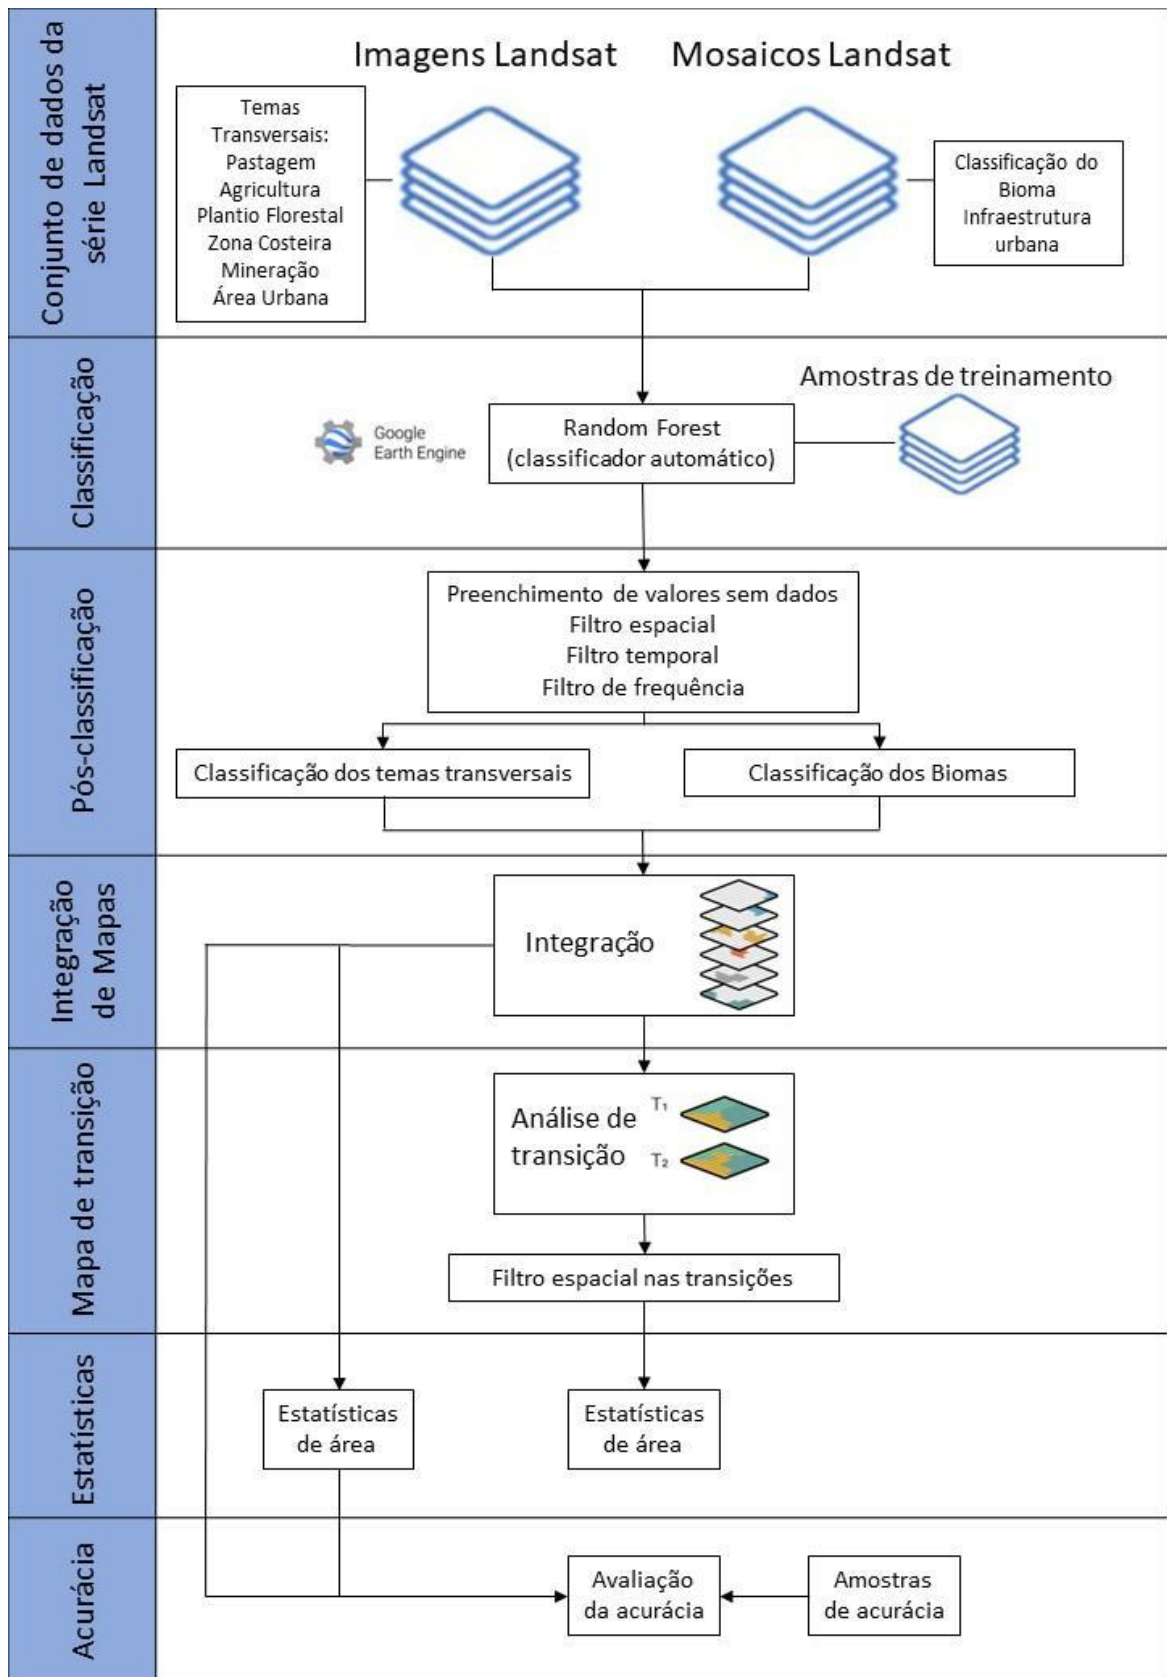 Conjunto de dados da
série Landsat
Imagens Landsat
Mosaicos Landsat
Temas
Transversais:
Pastagem
Agricultura
Plantio Florestal
Zona Costeira
Mineração
Área Urbana
Classificação do
Bioma
Infraestrutura
urbana
Classificação
Amostras de treinamento
Google
Earth Engine
Random Forest
(classificador automático)
Pós-classificação
Preenchimento de valores sem dados
Filtro espacial
Filtro temporal
Filtro de frequência
Classificação dos temas transversais
Classificação dos Biomas
Integração
de Mapas
Integração
Mapa de transição
Análise de
transição
T₁
T₂
Filtro espacial nas transições
Estatísticas
Estatísticas
de área
Estatísticas
de área
Acurácia
Avaliação
da acurácia
Amostras
de acurácia